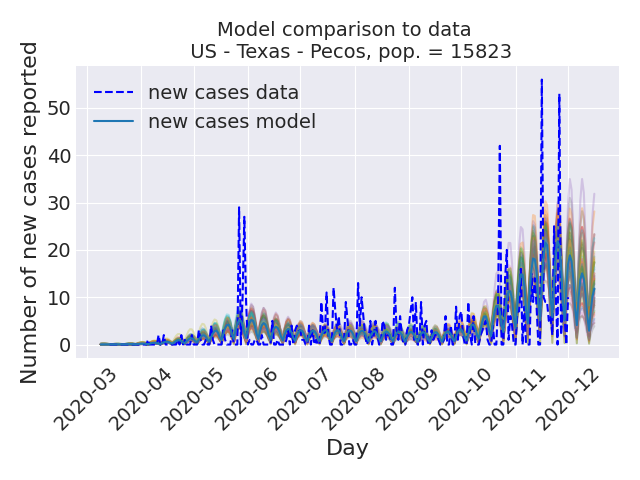 Model comparison to data
US - Texas - Pecos, pop. = 15823
Number of new cases reported
50
40
30
20
10
0
new cases data
new cases model
2020-03
2020-04
2020-05
2020-06
2020-07
2020-08
2020-09
2020-10
2020-11
2020-12
Day